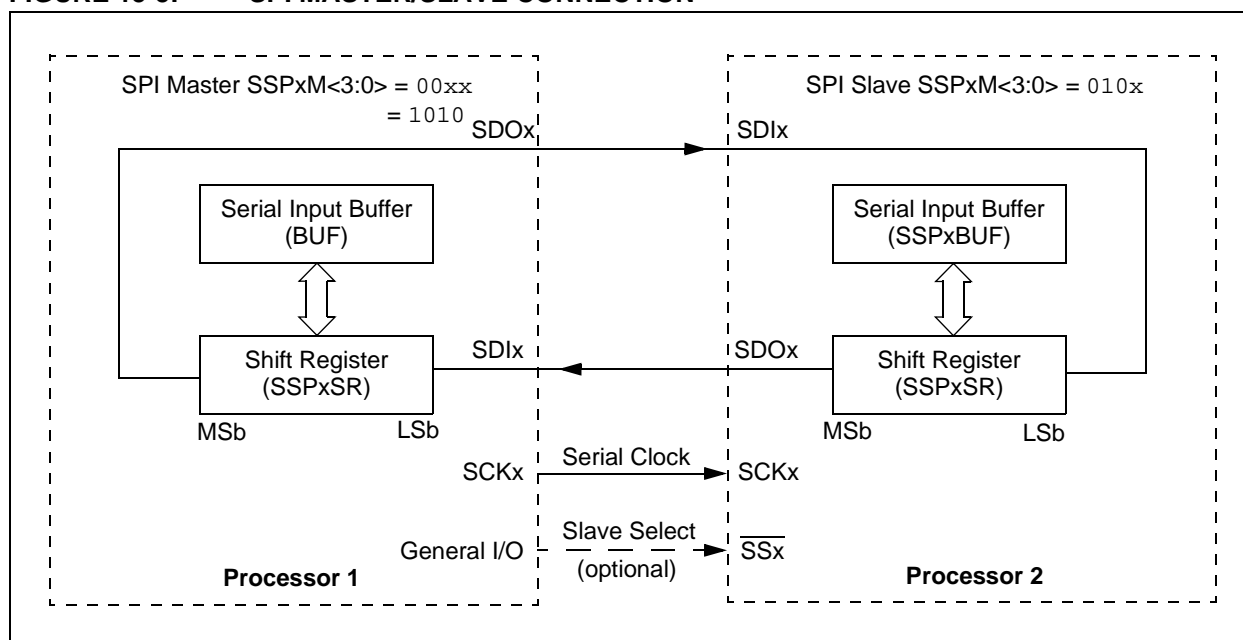 SPI Master SSPxM<3:0> = 00xx
= 1010
SPI Slave SSPxM<3:0> = 010x
SDOx
SDIx
Serial Input Buffer
(BUF)
Serial Input Buffer
(SSPxBUF)
Shift Register
(SSPxSR)
SDIx
SDOx
Shift Register
(SSPxSR)
MSb
LSb
MSb
LSb
SCKx
Serial Clock
SCKx
General I/O
Slave Select
(optional)
SSx
Processor 1
Processor 2